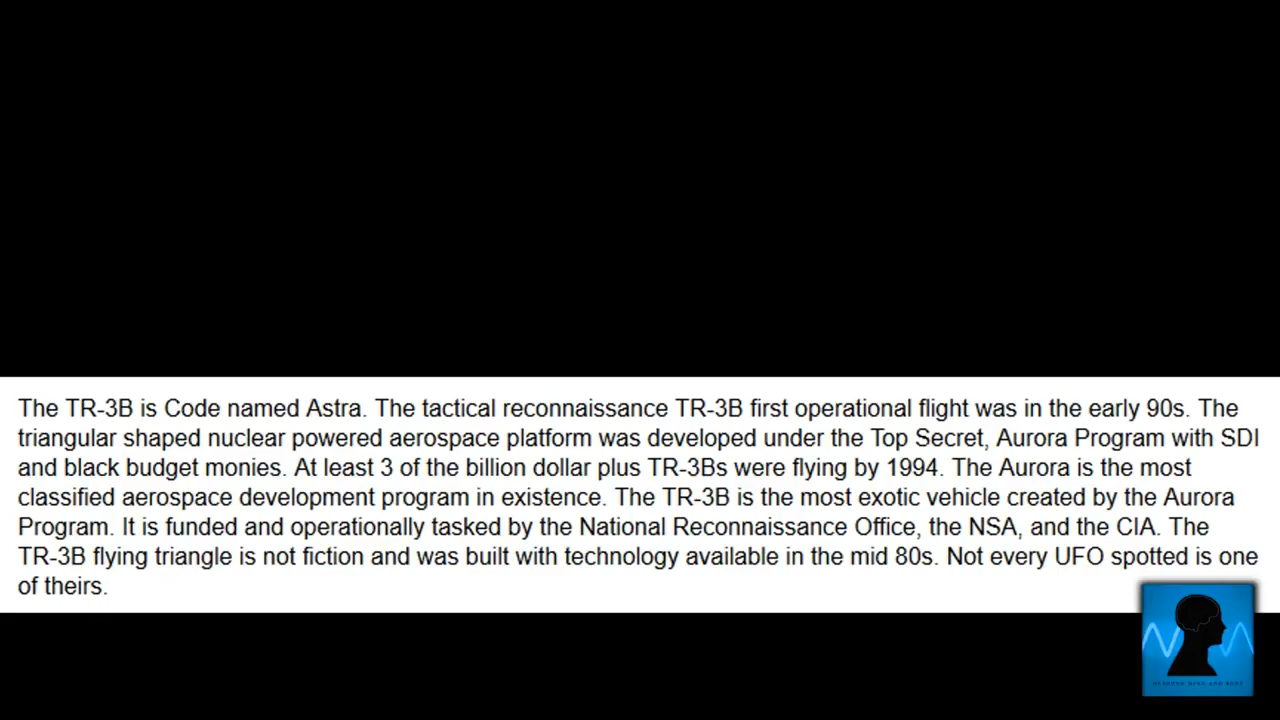 The TR-3B is Code named Astra. The tactical reconnaissance TR-3B first operational flight was in the early 90s. The
triangular shaped nuclear powered aerospace platform was developed under the Top Secret, Aurora Program with SDI
and black budget monies. At least 3 of the billion dollar plus TR-3Bs were flying by 1994. The Aurora is the most
classified aerospace development program in existence. The TR-3B is the most exotic vehicle created by the Aurora
Program. It is funded and operationally tasked by the National Reconnaissance Office, the NSA, and the CIA. The
TR-3B flying triangle is not fiction and was built with technology available in the mid 80s. Not every UFO spotted is one
of theirs.